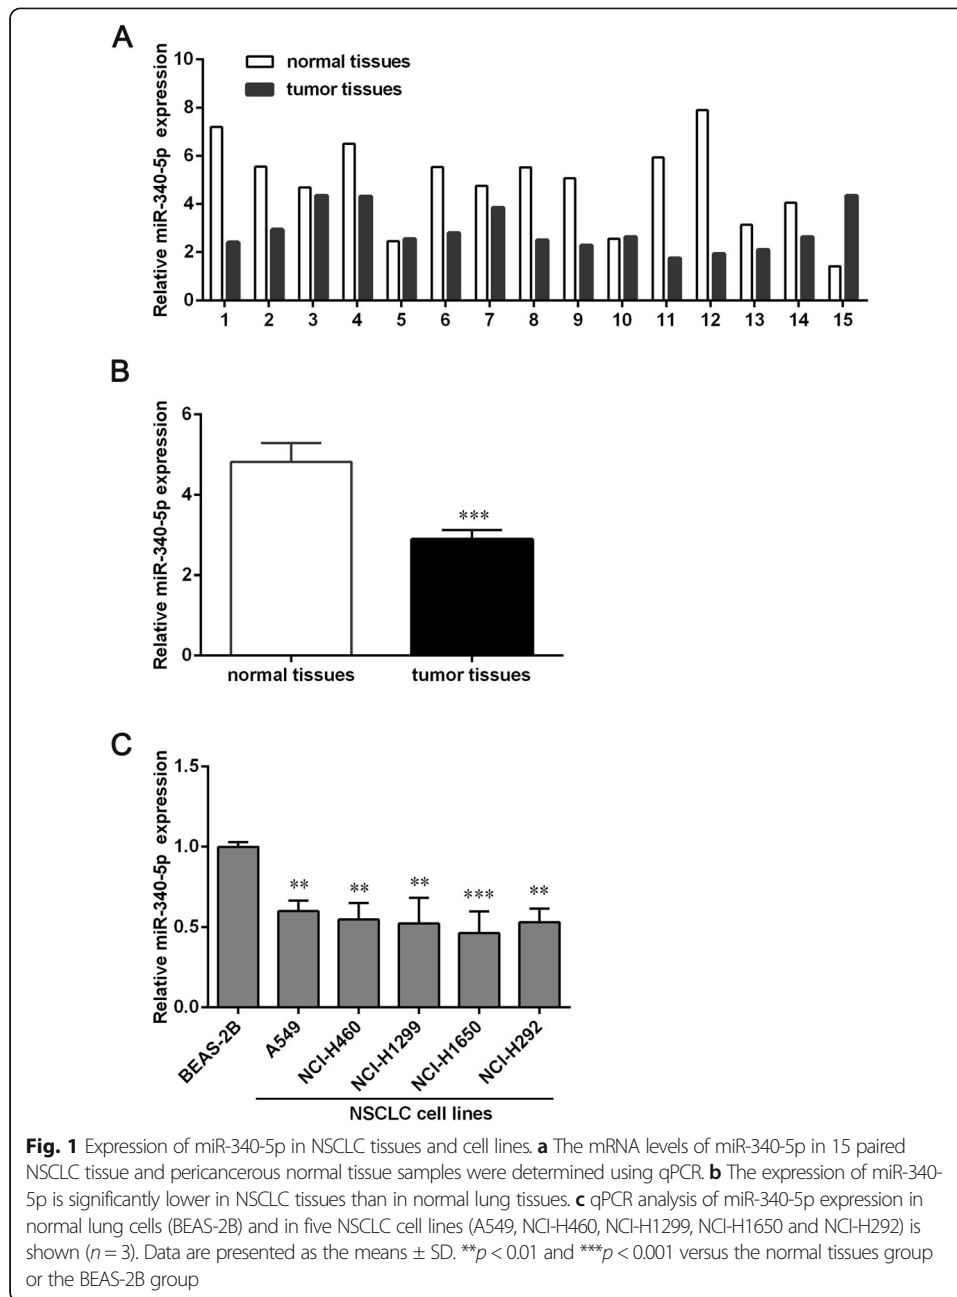 A
Relative miR-340-5p expression
10
8
6
4
2
0
normal tissues
tumor tissues
1 2 3 4 5 6 7 8 9 10 11 12 13 14 15
B
Relative miR-340-5p expression
6
4
2
0
***
normal tissues tumor tissues
C
Relative miR-340-5p expression
1.5
1.0
0.5
0.0
** ** ** *** **
BEAS-2B A549 NCI-H460 NCI-H1299 NCI-H1650 NCI-H292
NSCLC cell lines
Fig. 1 Expression of miR-340-5p in NSCLC tissues and cell lines. a The mRNA levels of miR-340-5p in 15 paired
NSCLC tissue and pericancerous normal tissue samples were determined using qPCR. b The expression of miR-340-
5p is significantly lower in NSCLC tissues than in normal lung tissues. c qPCR analysis of miR-340-5p expression in
normal lung cells (BEAS-2B) and in five NSCLC cell lines (A549, NCI-H460, NCI-H1299, NCI-H1650 and NCI-H292) is
shown (n = 3). Data are presented as the means ± SD. **p < 0.01 and ***p < 0.001 versus the normal tissues group
or the BEAS-2B group